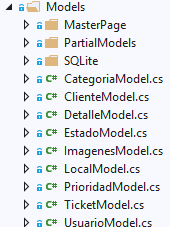 Models
MasterPage
PartialModels
SQLite
C# CategoriaModel.cs
C# ClienteModel.cs
C# DetalleModel.cs
C# EstadoModel.cs
C# ImagenesModel.cs
C# LocalModel.cs
C# PrioridadModel.cs
C# TicketModel.cs
C# UsuarioModel.cs